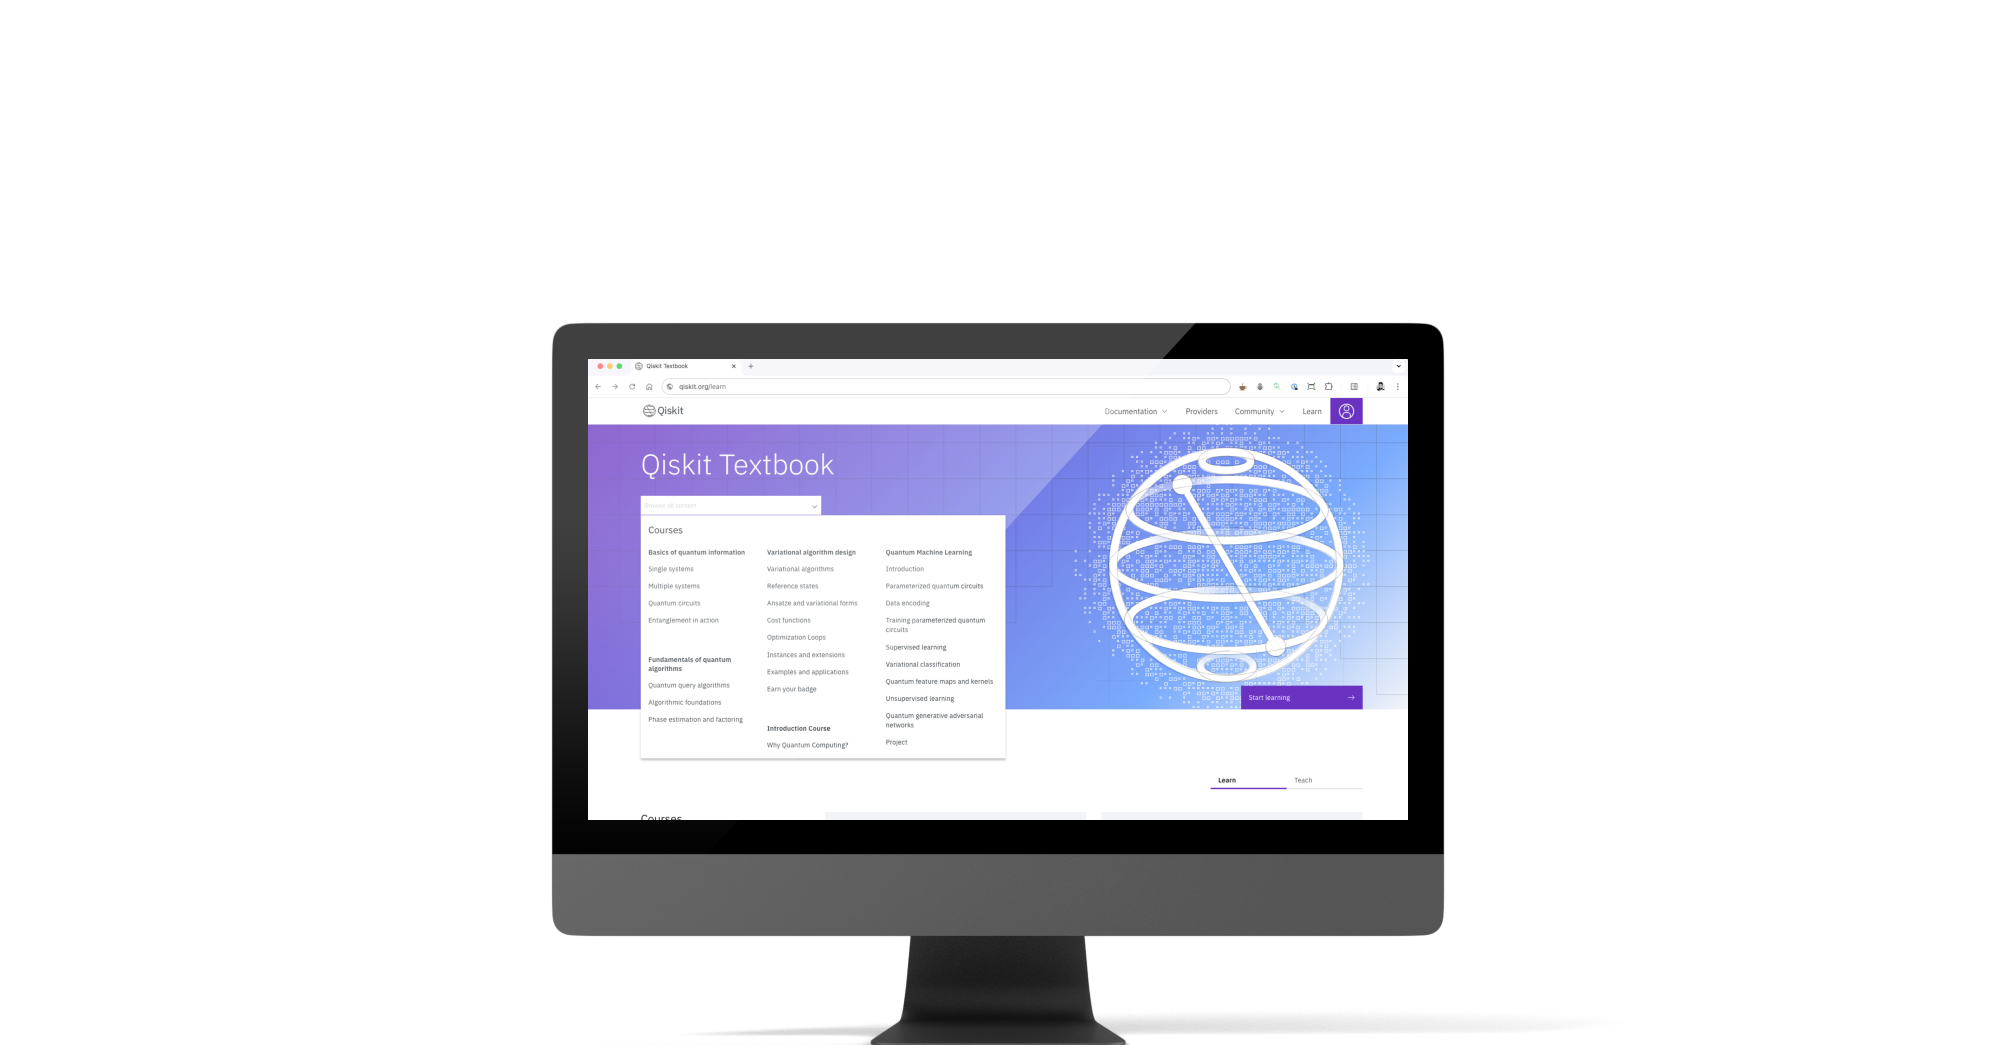 Qiskit Textbook
qiskit.org/learn
Qiskit
Documentation
Providers
Community
Learn
Qiskit Textbook
Browse all content
Courses
Basics of quantum information
Single systems
Multiple systems
Quantum circuits
Entanglement in action
Fundamentals of quantum
algorithms
Quantum query algorithms
Algorithmic foundations
Phase estimation and factoring
Variational algorithm design
Variational algorithms
Reference states
Ansatze and variational forms
Cost functions
Optimization Loops
Instances and extensions
Examples and applications
Earn your badge
Introduction Course
Why Quantum Computing?
Quantum Machine Learning
Introduction
Parameterized quantum circuits
Data encoding
Training parameterized quantum
circuits
Supervised learning
Variational classification
Quantum feature maps and kernels
Unsupervised learning
Quantum generative adversarial
networks
Project
Start learning
Learn
Teach
Courses